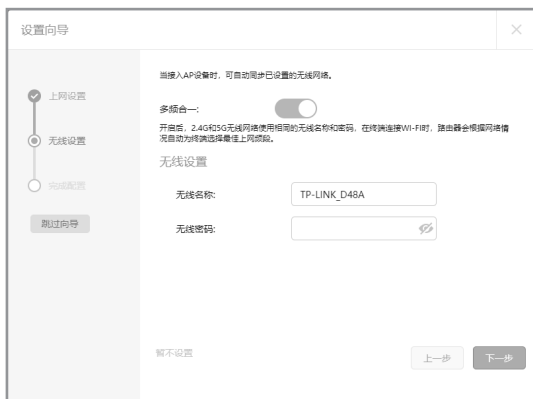 设置向导
当接入AP设备时，可自动同步已设置的无线网络。
上网设置
多频合一:
开启后，2.4G和5G无线网络使用相同的无线名称和密码，在终端连接WI-FI时，路由器会根据网络情
况自动为终端选择最佳上网频段。
无线设置
无线设置
完成配置
无线名称:
TP-LINK_D48A
跳过向导
无线密码:
暂不设置
上一步
下一步